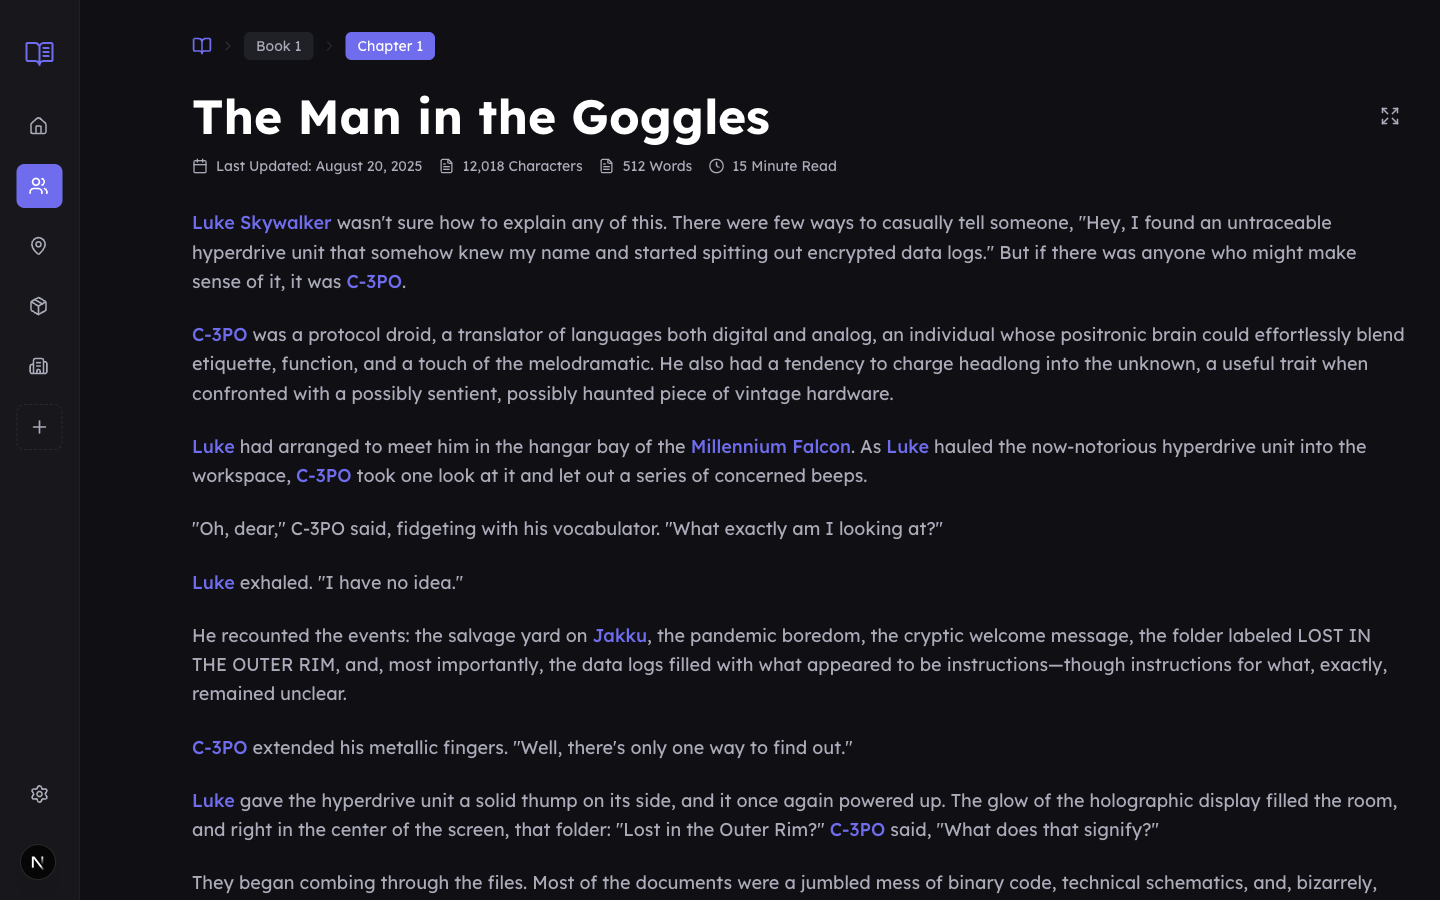 Book 1
Chapter 1
The Man in the Goggles
Last Updated: August 20, 2025
12,018 Characters
512 Words
15 Minute Read
Luke Skywalker wasn't sure how to explain any of this. There were few ways to casually tell someone, "Hey, I found an untraceable
hyperdrive unit that somehow knew my name and started spitting out encrypted data logs." But if there was anyone who might make
sense of it, it was C-3PO.
C-3PO was a protocol droid, a translator of languages both digital and analog, an individual whose positronic brain could effortlessly blend
etiquette, function, and a touch of the melodramatic. He also had a tendency to charge headlong into the unknown, a useful trait when
confronted with a possibly sentient, possibly haunted piece of vintage hardware.
Luke had arranged to meet him in the hangar bay of the Millennium Falcon. As Luke hauled the now-notorious hyperdrive unit into the
workspace, C-3PO took one look at it and let out a series of concerned beeps.
"Oh, dear," C-3PO said, fidgeting with his vocabulator. "What exactly am I looking at?"
Luke exhaled. "I have no idea."
He recounted the events: the salvage yard on Jakku, the pandemic boredom, the cryptic welcome message, the folder labeled LOST IN
THE OUTER RIM, and, most importantly, the data logs filled with what appeared to be instructions—though instructions for what, exactly,
remained unclear.
C-3PO extended his metallic fingers. "Well, there's only one way to find out."
Luke gave the hyperdrive unit a solid thump on its side, and it once again powered up. The glow of the holographic display filled the room,
and right in the center of the screen, that folder: "Lost in the Outer Rim?" C-3PO said, "What does that signify?"
They began combing through the files. Most of the documents were a jumbled mess of binary code, technical schematics, and, bizarrely,
N